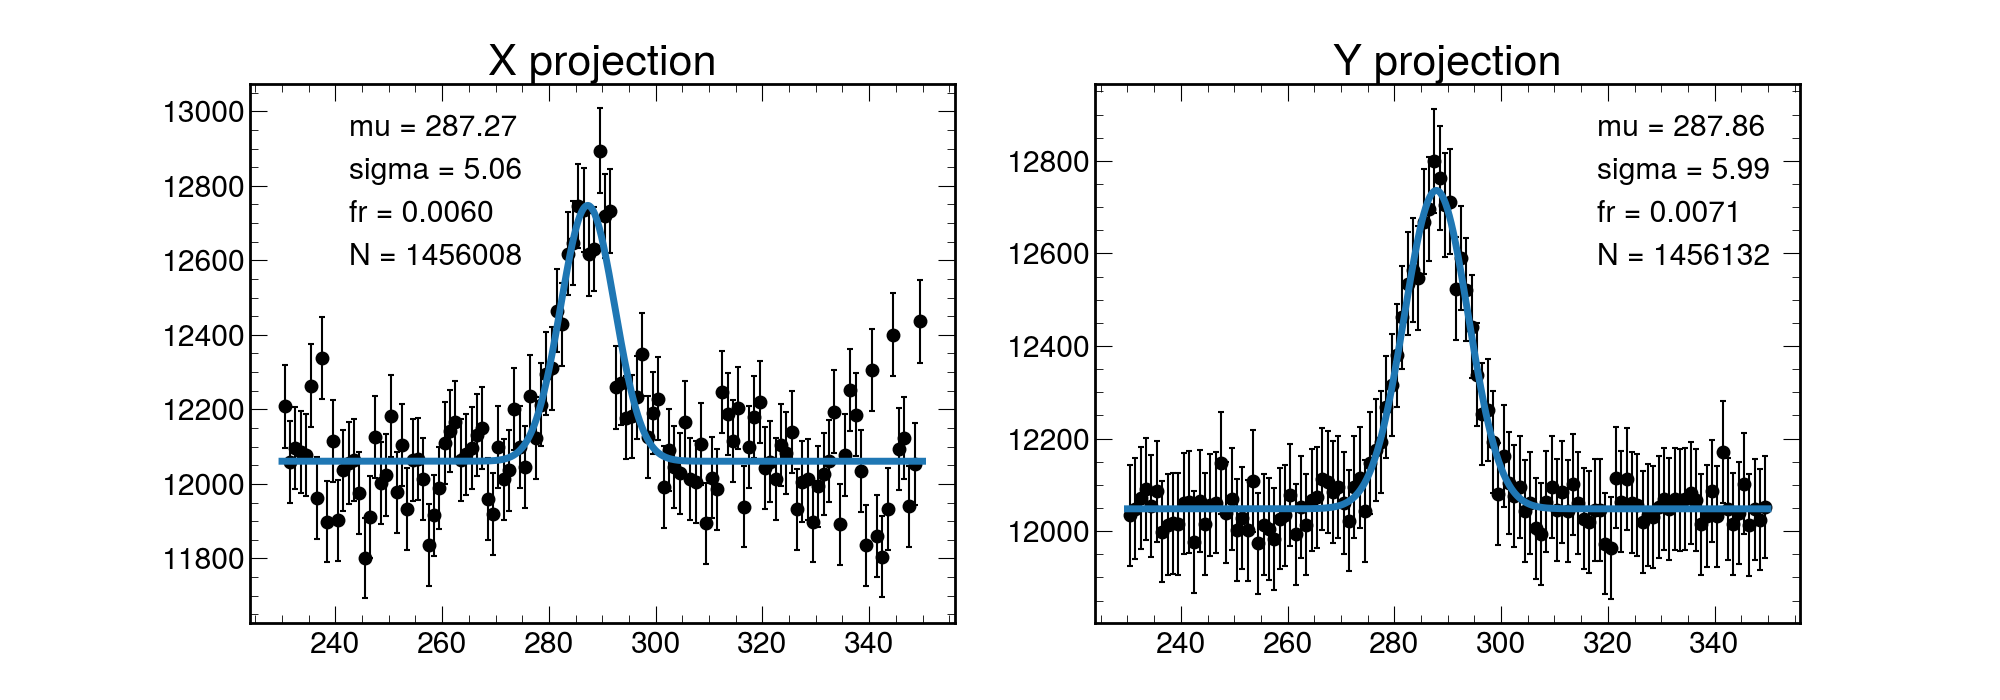 X projection
13000
12800
12600
12400
12200
12000
11800
mu = 287.27
sigma = 5.06
fr = 0.0060
N = 1456008
240 260 280 300 320 340
Y projection
12800
12600
12400
12200
12000
mu = 287.86
sigma = 5.99
fr = 0.0071
N = 1456132
240 260 280 300 320 340